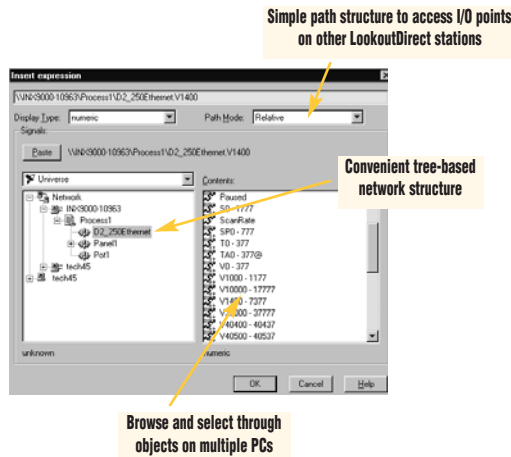 Simple path structure to access I/O points
on other LookoutDirect stations
Insert expression
\\INX9000-10963\Process1\D2_250Ethernet.V1400
Display Type: numeric Path Mode: Relative
Signals:
Paste \\INX9000-10963\Process1\D2_250Ethernet.V1400
Convenient tree-based
network structure
Universe
Contents:
Network
INX9000-10963
Process1
D2_250Ethernet
Panel1
Pot1
tech45
tech45
Paused
S0 - 1777
ScanRate
SP0 - 777
T0 - 377
TA0 - 377@
V0 - 377
V1000 - 1177
V10000 - 17777
V1400 - 7377
- 37777
V40400 - 40437
V40500 - 40537
unknown
numeric
OK Cancel Help
Browse and select through
objects on multiple PCs